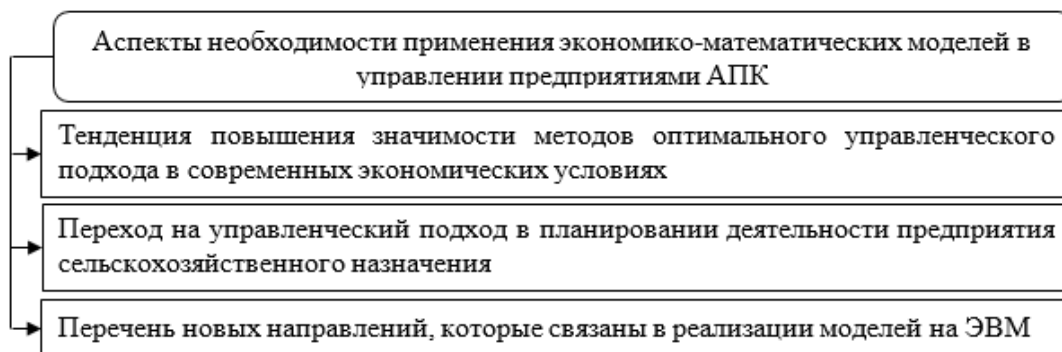 Аспекты необходимости применения экономико-математических моделей в
управлении предприятиями АПК
Тенденция повышения значимости методов оптимального управленческого
подхода в современных экономических условиях
Переход на управленческий подход в планировании деятельности предприятия
сельскохозяйственного назначения
Перечень новых направлений, которые связаны в реализации моделей на ЭВМ